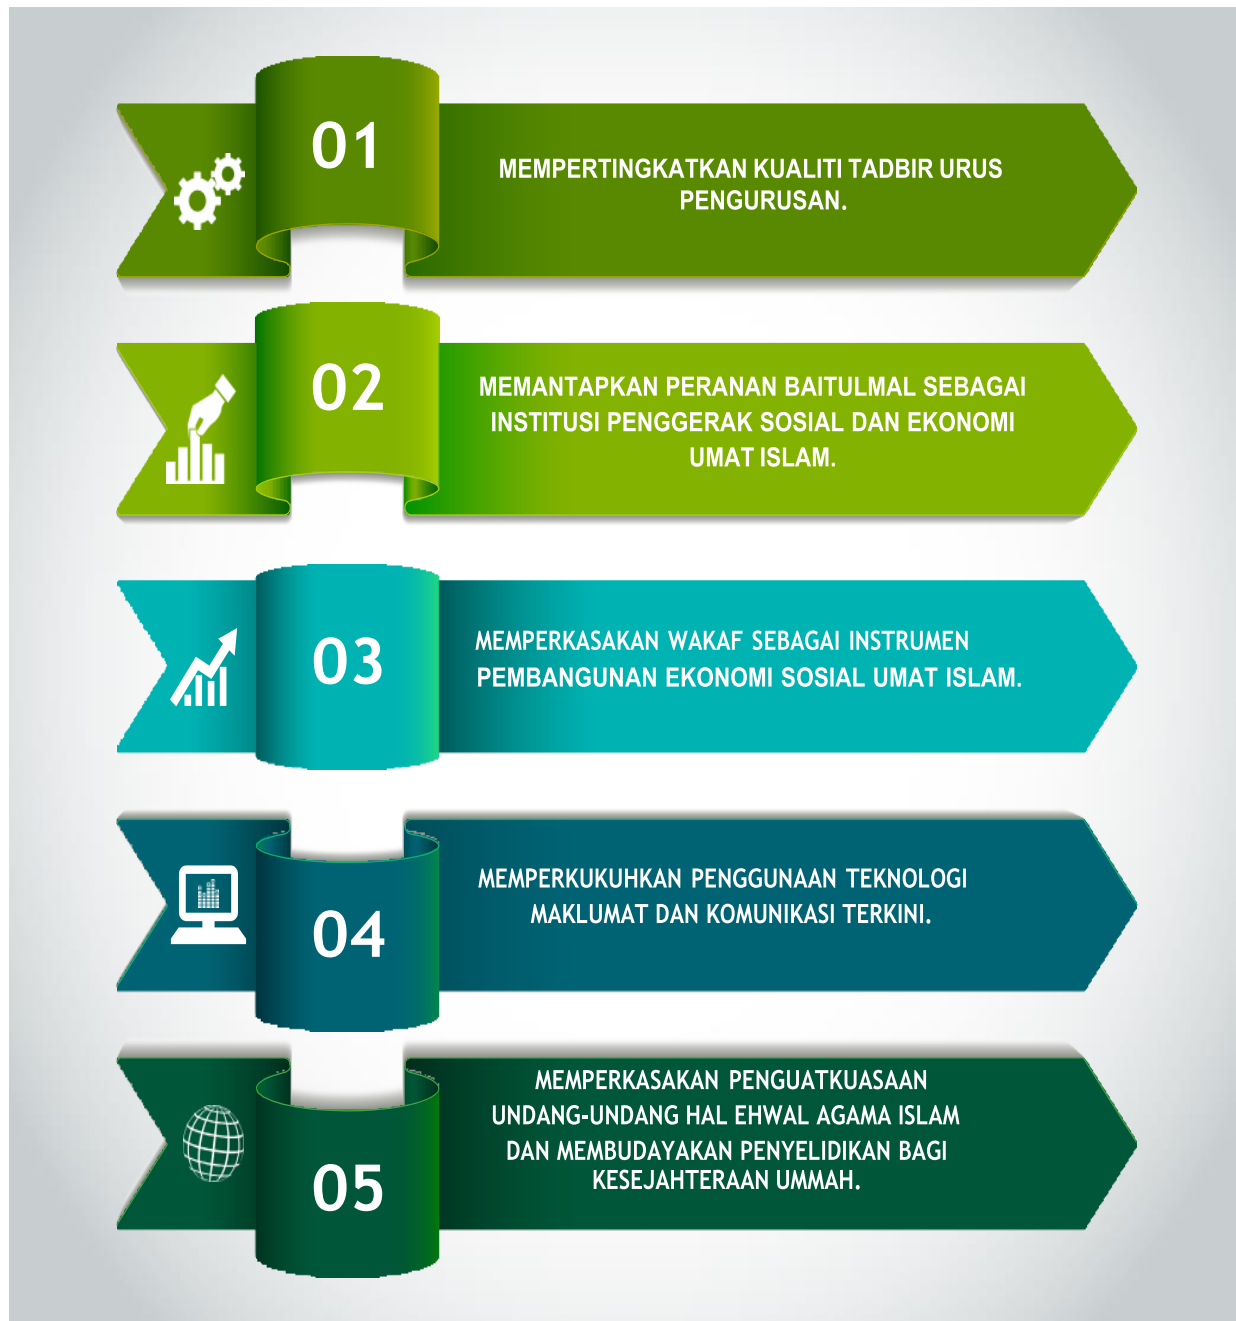 01
MEMPERTINGKATKAN KUALITI TADBIR URUS
PENGURUSAN.
02
MEMANTAPKAN PERANAN BAITULMAL SEBAGAI
INSTITUSI PENGGERAK SOSIAL DAN EKONOMI
UMAT ISLAM.
03
MEMPERKASAKAN WAKAF SEBAGAI INSTRUMEN
PEMBANGUNAN EKONOMI SOSIAL UMAT ISLAM.
04
MEMPERKUKUHKAN PENGGUNAAN TEKNOLOGI
MAKLUMAT DAN KOMUNIKASI TERKINI.
05
MEMPERKASAKAN PENGUATKUASAAN
UNDANG-UNDANG HAL EHWAL AGAMA ISLAM
DAN MEMBUDAYAKAN PENYELIDIKAN BAGI
KESEJAHTERAAN UMMAH.